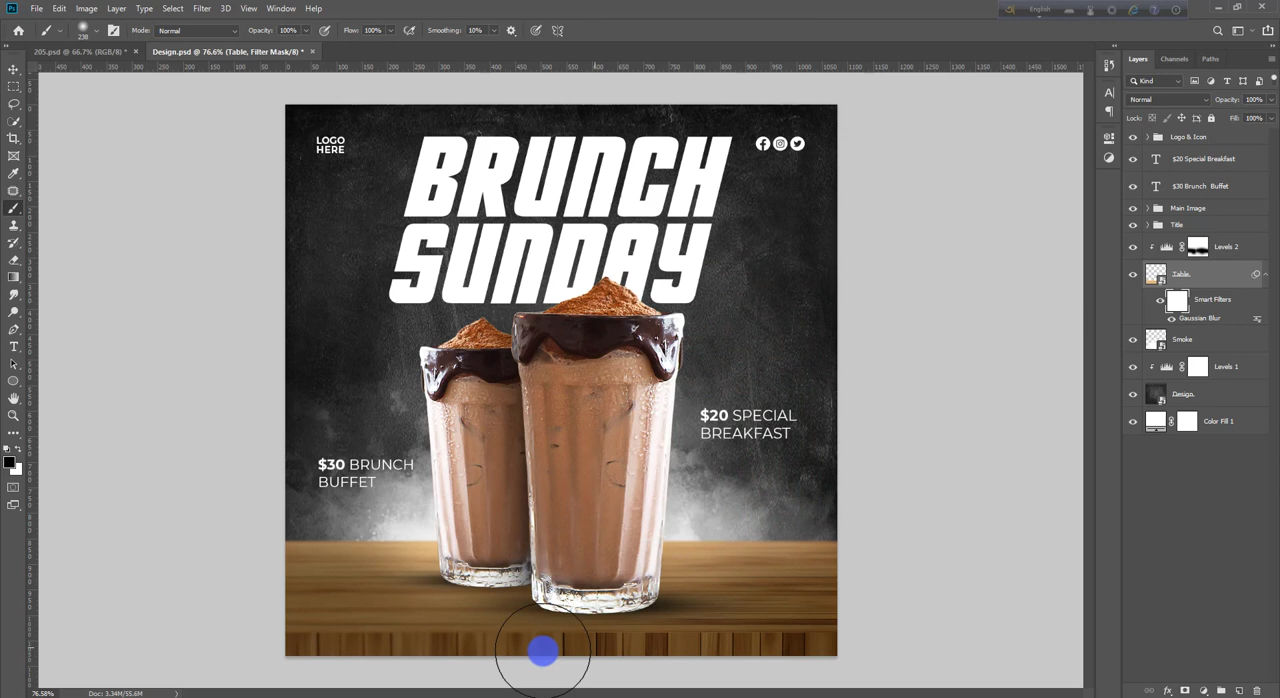 File Edit Image Layer Type Select Filter 3D View Window Help
English
238 Mode: Normal Opacity: 100% Flow: 100% Smoothing: 10%
205.psd @ 66.7% (RGB/8) * × Design.psd @ 76.6% (Table, Filter Mask/8) * ×
LOGO
HERE
BRUNCH
SUNDAY
$20 SPECIAL
BREAKFAST
$30 BRUNCH
BUFFET
Layers Channels Paths
Kind
Normal Opacity: 100%
Lock: Fill: 100%
Logo & Icon
$20 Special Breakfast
$30 Brunch Buffet
Main Image
Title
Levels 2
Table
Smart Filters
Gaussian Blur
Smoke
Levels 1
Design
Color Fill 1
76.58% Doc: 3.34M/55.6M